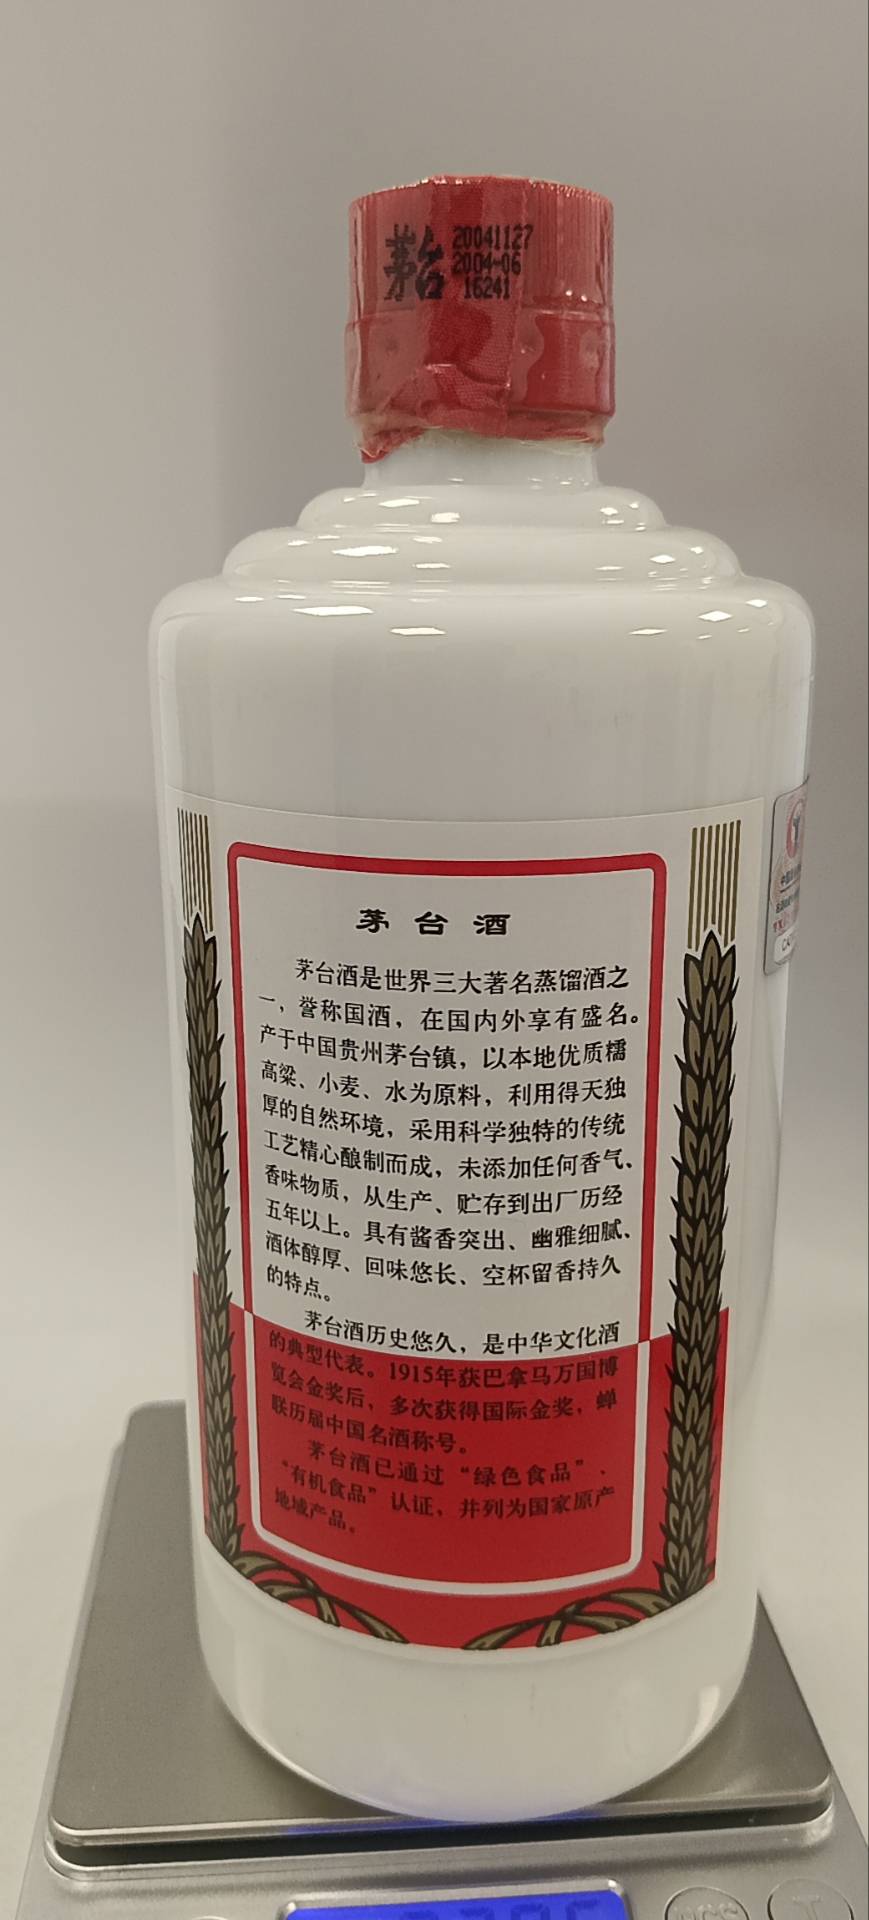 茅台
20041127
2004-06
16241
茅台酒
茅台酒是世界三大著名蒸馏酒之
一，誉称国酒，在国内外享有盛名。
产于中国贵州茅台镇，以本地优质糯
高粱、小麦、水为原料，利用得天独
厚的自然环境，采用科学独特的传统
工艺精心酿制而成，未添加任何香气、
香味物质，从生产、贮存到出厂历经
五年以上。具有酱香突出、幽雅细腻、
酒体醇厚、回味悠长、空杯留香持久
的特点。
茅台酒历史悠久，是中华文化酒
的典型代表。1915年获巴拿马万国博
览会金奖后，多次获得国际金奖，蝉
联历届中国名酒称号。
茅台酒已通过“绿色食品”、
“有机食品”认证，并列为国家原产
地域产品。